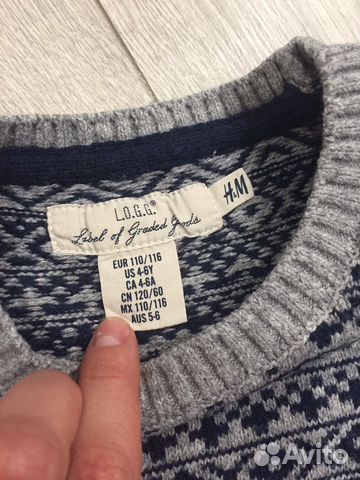 L.O.G.G.®
Label of Graded Goods
H&M
EUR 110/116
US 4-6Y
CA 4-6A
CN 120/60
MX 110/116
AUS 5-6
Avito